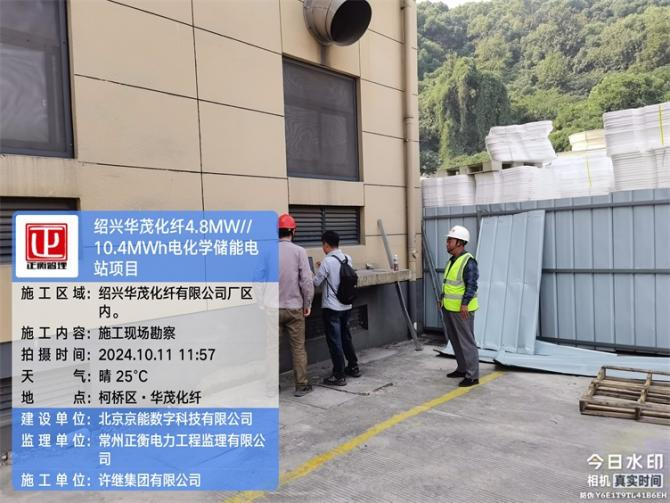 正衡管理
绍兴华茂化纤4.8MW//
10.4MWh电化学储能电
站项目
施工区域：绍兴华茂化纤有限公司厂区
内。
施工内容：施工现场勘察
拍摄时间：2024.10.11 11:57
天 气：晴 25℃
地 点：柯桥区·华茂化纤
建设单位：北京京能数字科技有限公司
监理单位：常州正衡电力工程监理有限公
司
施工单位：许继集团有限公司
今日水印
相机 真实时间
防伪 Y6E1T9TL41B6EH